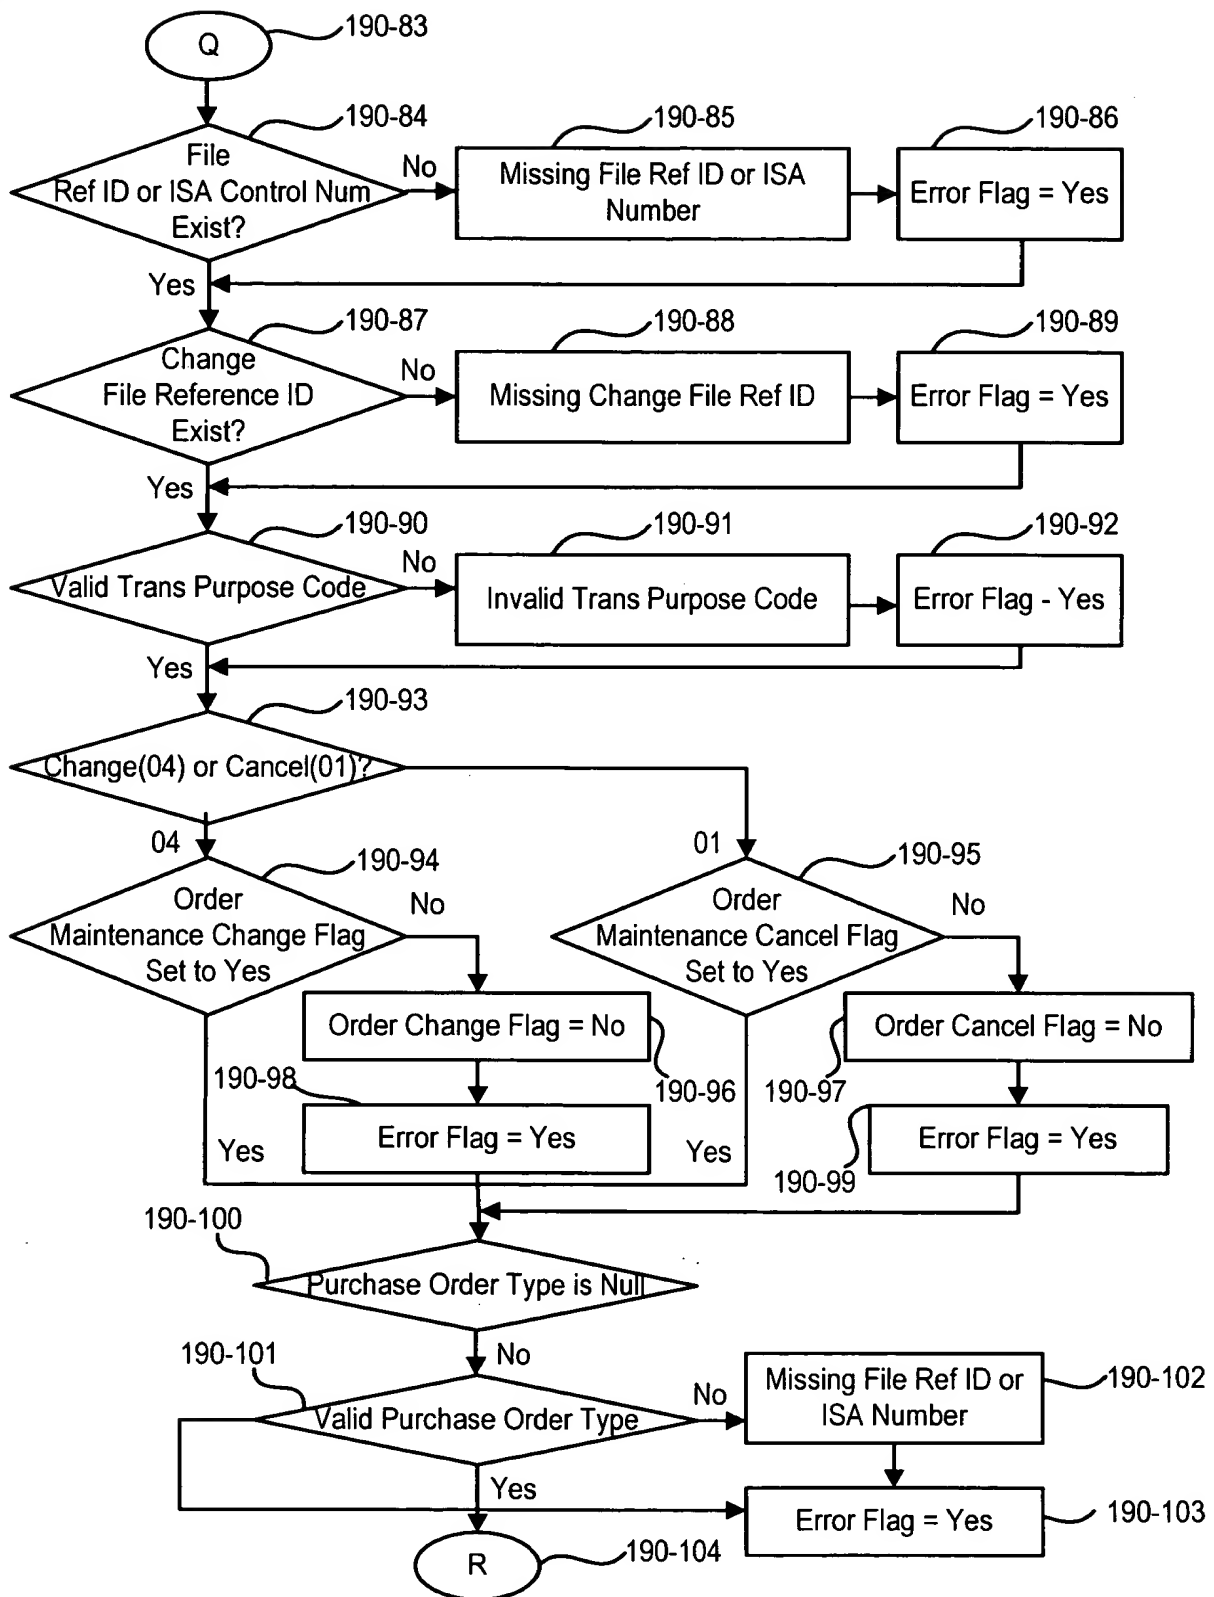 Q
190-83
190-84
File
Ref ID or ISA Control Num
Exist?
No
190-85
Missing File Ref ID or ISA
Number
190-86
Error Flag = Yes
Yes
190-87
Change
File Reference ID
Exist?
No
190-88
Missing Change File Ref ID
190-89
Error Flag = Yes
Yes
190-90
Valid Trans Purpose Code
No
190-91
Invalid Trans Purpose Code
190-92
Error Flag - Yes
Yes
190-93
Change(04) or Cancel(01)?
04
190-94
Order
Maintenance Change Flag
Set to Yes
No
01
190-95
Order
Maintenance Cancel Flag
Set to Yes
No
Order Change Flag = No
190-96
Order Cancel Flag = No
190-97
190-98
Error Flag = Yes
Yes
Yes
Error Flag = Yes
190-99
190-100
Purchase Order Type is Null
No
190-101
Valid Purchase Order Type
No
Missing File Ref ID or
ISA Number
190-102
Yes
Error Flag = Yes
190-103
R
190-104